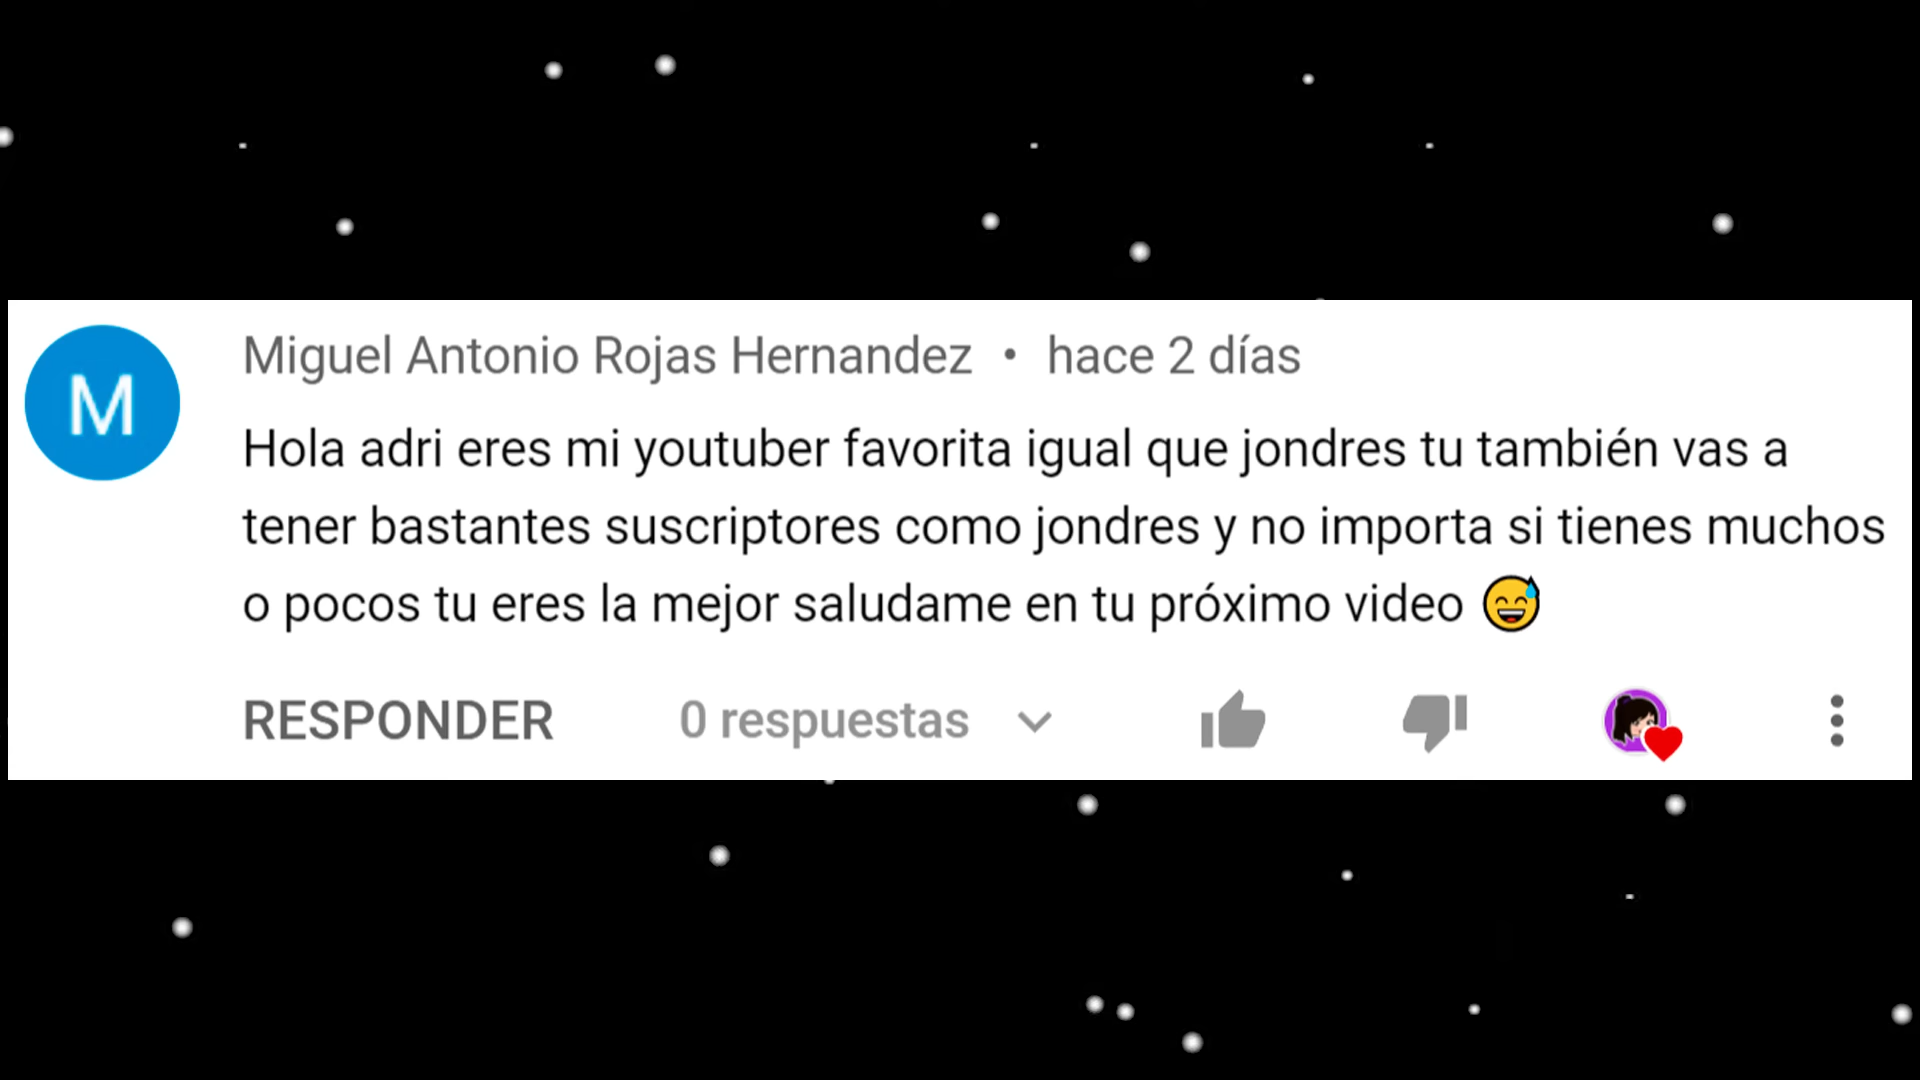 M
Miguel Antonio Rojas Hernandez • hace 2 días
Hola adri eres mi youtuber favorita igual que jondres tu también vas a
tener bastantes suscriptores como jondres y no importa si tienes muchos
o pocos tu eres la mejor saludame en tu próximo video 😅
RESPONDER 0 respuestas